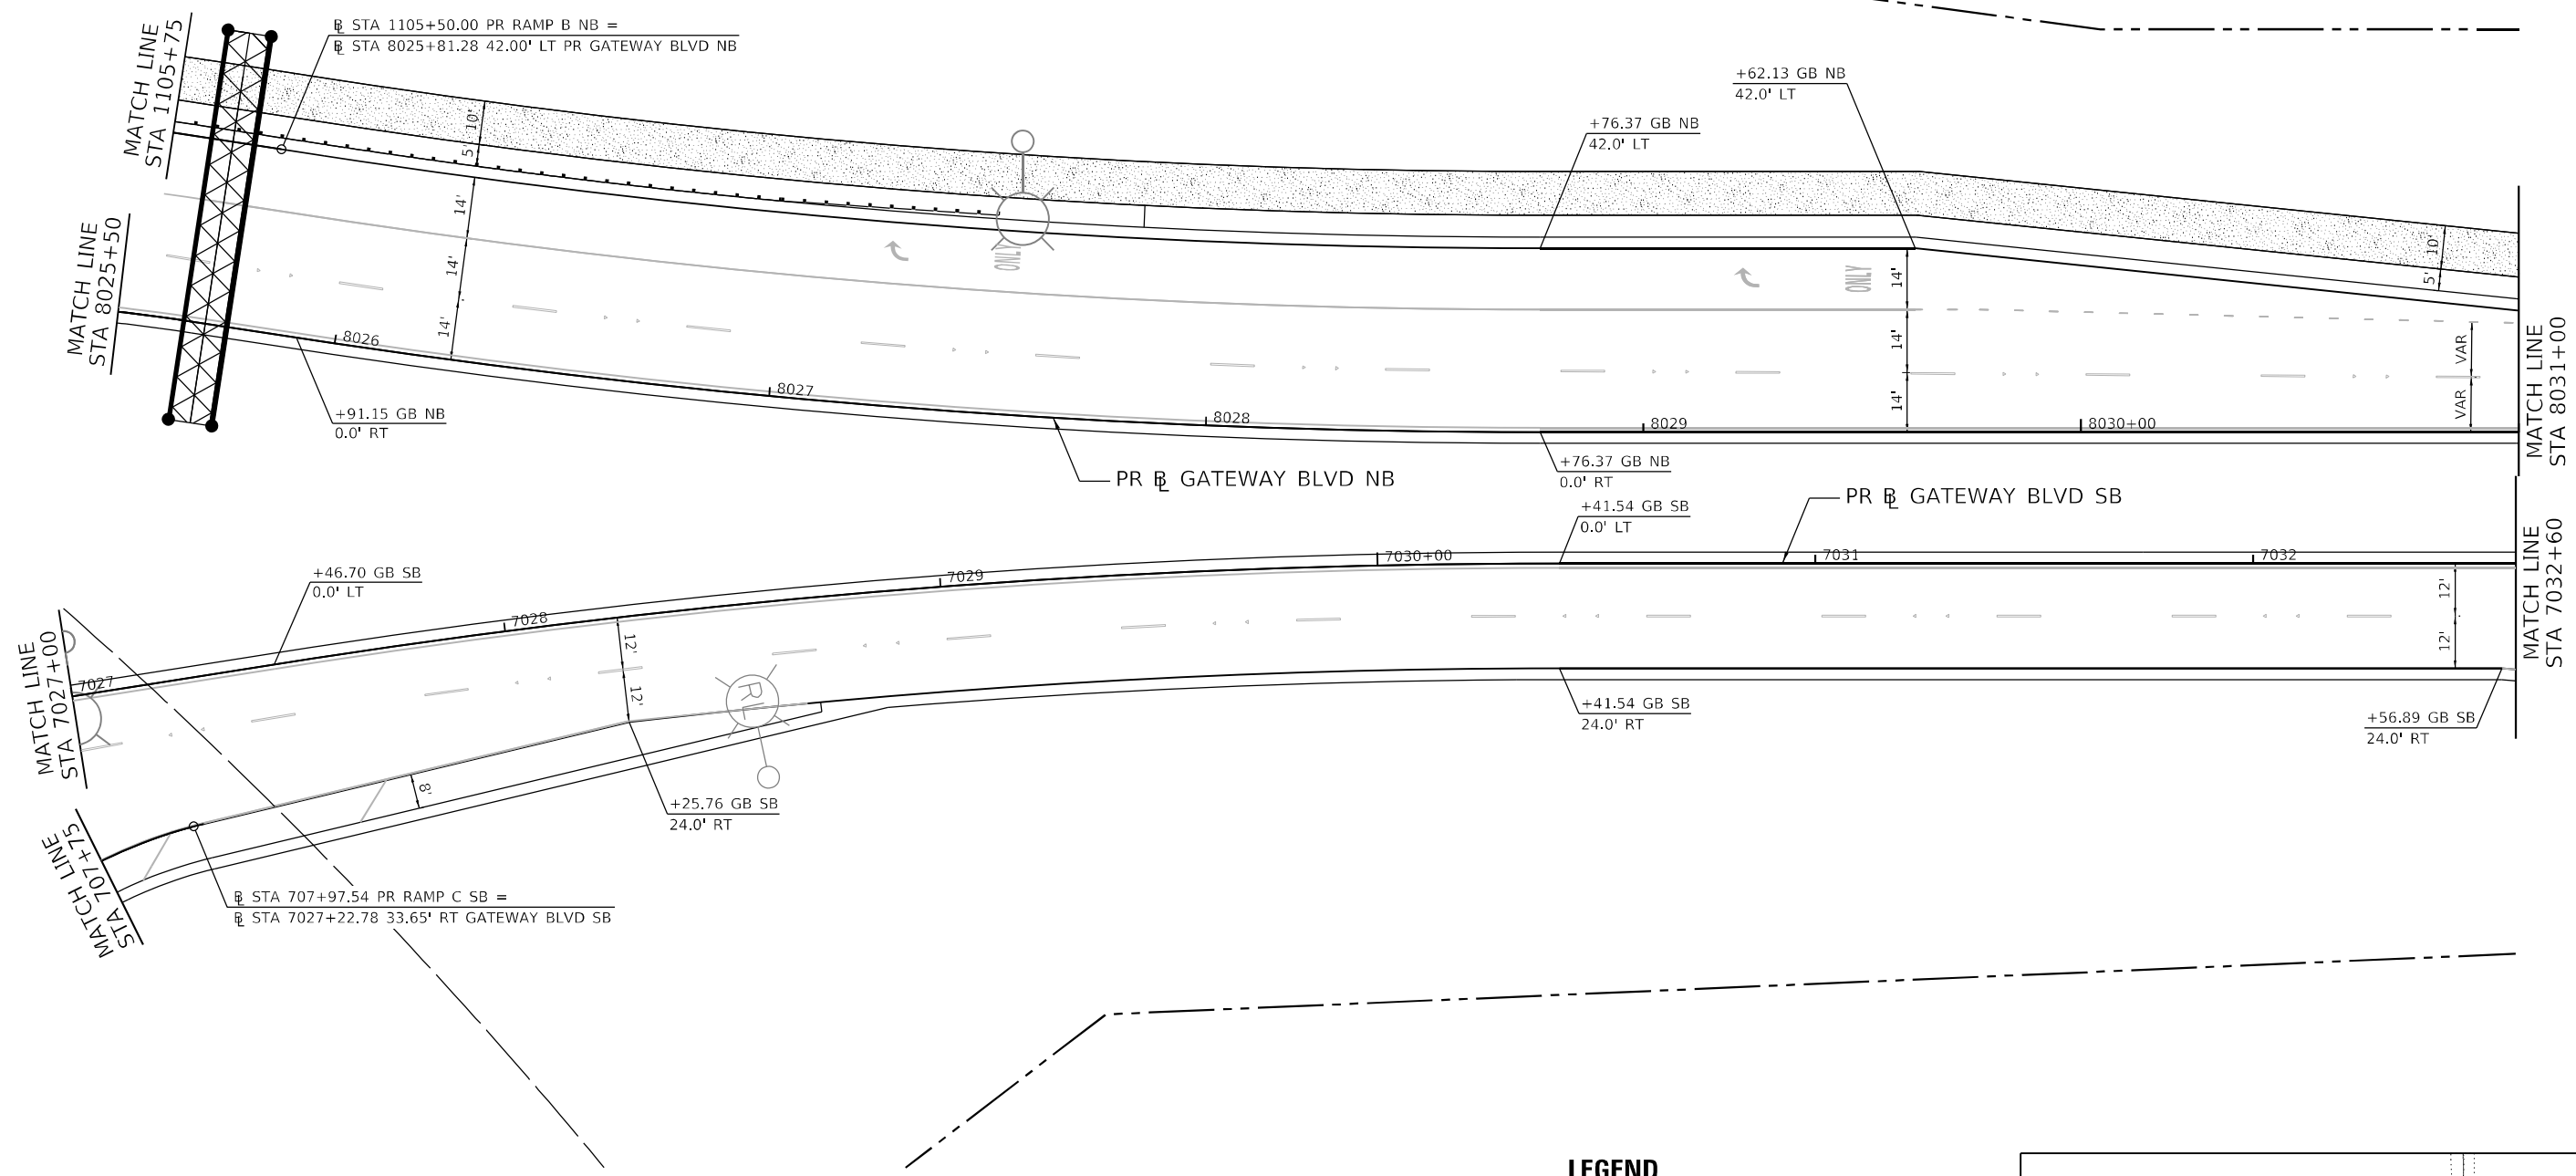 ℄ STA 1105+50.00 PR RAMP B NB =
℄ STA 8025+81.28 42.00' LT PR GATEWAY BLVD NB
MATCH LINE
STA 1105+75
+62.13 GB NB
42.0' LT
+76.37 GB NB
42.0' LT
10'
5'
14'
14'
14'
ONLY
ONLY
14'
14'
14'
10'
5'
VAR
VAR
MATCH LINE
STA 8025+50
8026
8027
8028
8029
8030+00
MATCH LINE
STA 8031+00
+91.15 GB NB
0.0' RT
+76.37 GB NB
0.0' RT
PR ℄ GATEWAY BLVD NB
PR ℄ GATEWAY BLVD SB
+41.54 GB SB
0.0' LT
+46.70 GB SB
0.0' LT
7027
7028
7029
7030+00
7031
7032
MATCH LINE
STA 7032+60
MATCH LINE
STA 7027+00
12'
12'
12'
12'
8'
+41.54 GB SB
24.0' RT
+56.89 GB SB
24.0' RT
+25.76 GB SB
24.0' RT
MATCH LINE
STA 707+75
℄ STA 707+97.54 PR RAMP C SB =
℄ STA 7027+22.78 33.65' RT GATEWAY BLVD SB
LEGEND